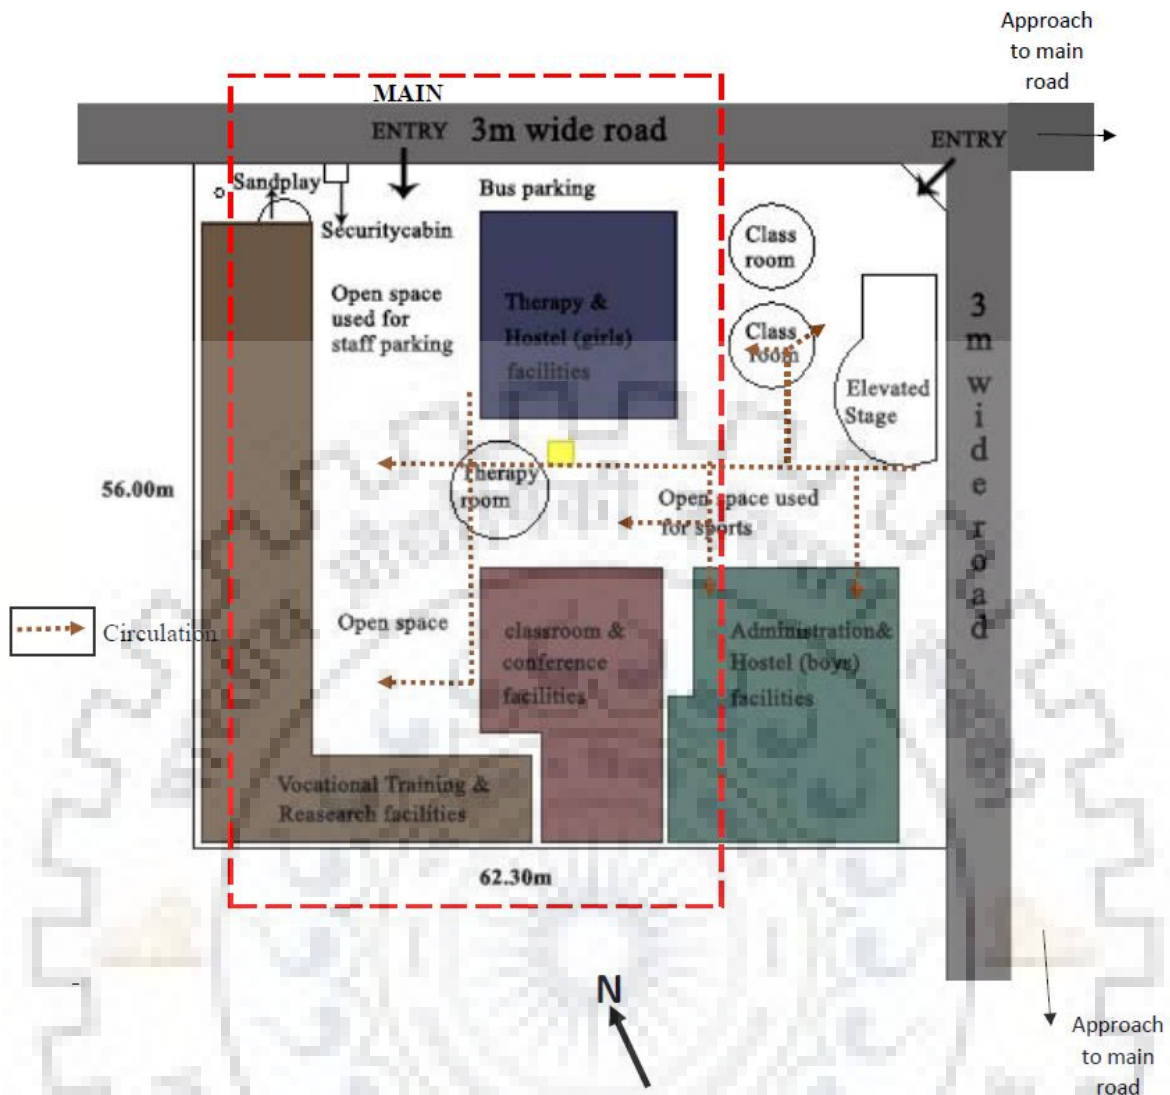 Approach
to main
road
MAIN
ENTRY
3m wide road
ENTRY
Sandplay
Bus parking
Securitycabin
Class
room
Open space
used for
staff parking
Therapy &
Hostel (girls)
facilities
Class
room
Elevated
Stage
3m wide road
56.00m
Therapy
room
Open space used
for sports
Circulation
Open space
classroom &
conference
facilities
Administration&
Hostel (boys)
facilities
Vocational Training &
Reasearch facilities
62.30m
N
Approach
to main
road